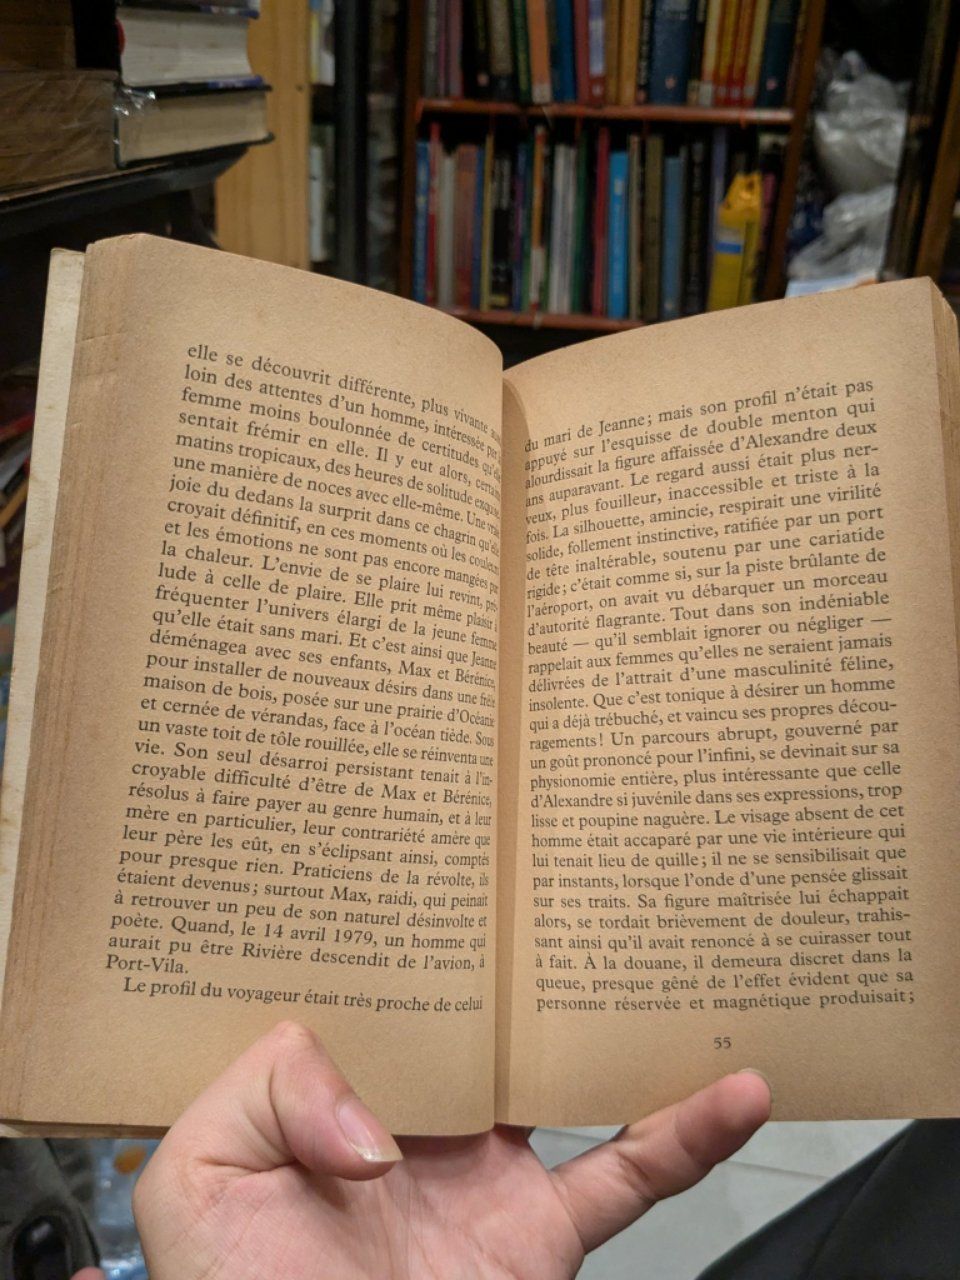 elle se découvrit différente, plus vivante
loin des attentes d'un homme, intéressée par
femme moins boulonnée de certitudes qu'elle
sentait frémir en elle. Il y eut alors, certains
matins tropicaux, des heures de solitude exquise,
une manière de noces avec elle-même. Une vraie
joie du dedans la surprit dans ce chagrin qu'elle
croyait définitif, en ces moments où les couleurs
et les émotions ne sont pas encore mangées par
la chaleur. L'envie de se plaire lui revint, pré-
lude à celle de plaire. Elle prit même plaisir à
fréquenter l'univers élargi de la jeune femme
qu'elle était sans mari. Et c'est ainsi que Jeanne
déménagea avec ses enfants, Max et Bérénice,
pour installer de nouveaux désirs dans une frêle
maison de bois, posée sur une prairie d'Océanie
et cernée de vérandas, face à l'océan tiède. Sous
un vaste toit de tôle rouillée, elle se réinventa une
vie. Son seul désarroi persistant tenait à l'in-
croyable difficulté d'être de Max et Bérénice,
résolus à faire payer au genre humain, et à leur
mère en particulier, leur contrariété amère que
leur père les eût, en s'éclipsant ainsi, comptés
pour presque rien. Praticiens de la révolte, ils
étaient devenus ; surtout Max, raidi, qui peinait
à retrouver un peu de son naturel désinvolte et
poète. Quand, le 14 avril 1979, un homme qui
aurait pu être Rivière descendit de l'avion, à
Port-Vila.
Le profil du voyageur était très proche de celui
du mari de Jeanne ; mais son profil n'était pas
appuyé sur l'esquisse de double menton qui
alourdissait la figure affaissée d'Alexandre deux
ans auparavant. Le regard aussi était plus ner-
veux, plus fouilleur, inaccessible et triste à la
fois. La silhouette, amincie, respirait une virilité
solide, follement instinctive, ratifiée par un port
de tête inaltérable, soutenu par une cariatide
rigide ; c'était comme si, sur la piste brûlante de
l'aéroport, on avait vu débarquer un morceau
d'autorité flagrante. Tout dans son indéniable
beauté — qu'il semblait ignorer ou négliger —
rappelait aux femmes qu'elles ne seraient jamais
délivrées de l'attrait d'une masculinité féline,
insolente. Que c'est tonique à désirer un homme
qui a déjà trébuché, et vaincu ses propres décou-
ragements ! Un parcours abrupt, gouverné par
un goût prononcé pour l'infini, se devinait sur sa
physionomie entière, plus intéressante que celle
d'Alexandre si juvénile dans ses expressions, trop
lisse et poupine naguère. Le visage absent de cet
homme était accaparé par une vie intérieure qui
lui tenait lieu de quille ; il ne se sensibilisait que
par instants, lorsque l'onde d'une pensée glissait
sur ses traits. Sa figure maîtrisée lui échappait
alors, se tordait brièvement de douleur, trahis-
sant ainsi qu'il avait renoncé à se cuirasser tout
à fait. À la douane, il demeura discret dans la
queue, presque gêné de l'effet évident que sa
personne réservée et magnétique produisait ;
55